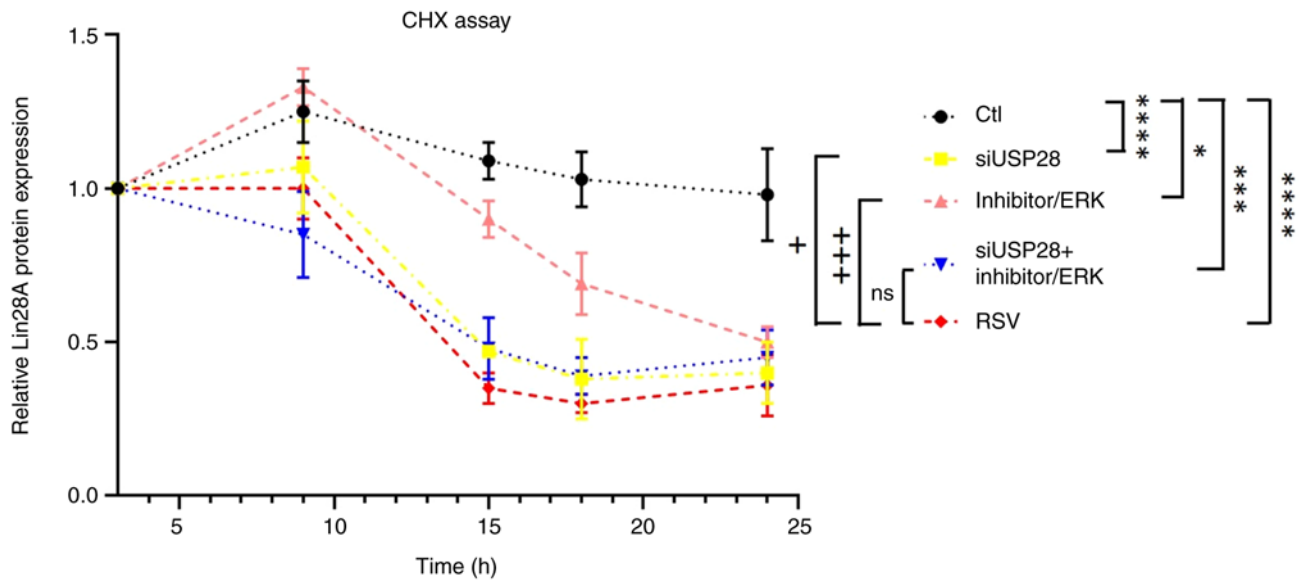 CHX assay
Relative Lin28A protein expression
1.5
1.0
0.5
0.0
5
10
15
20
25
Time (h)
+
+++
ns
Ctl
siUSP28
Inhibitor/ERK
siUSP28+
inhibitor/ERK
RSV
****
*
***
****